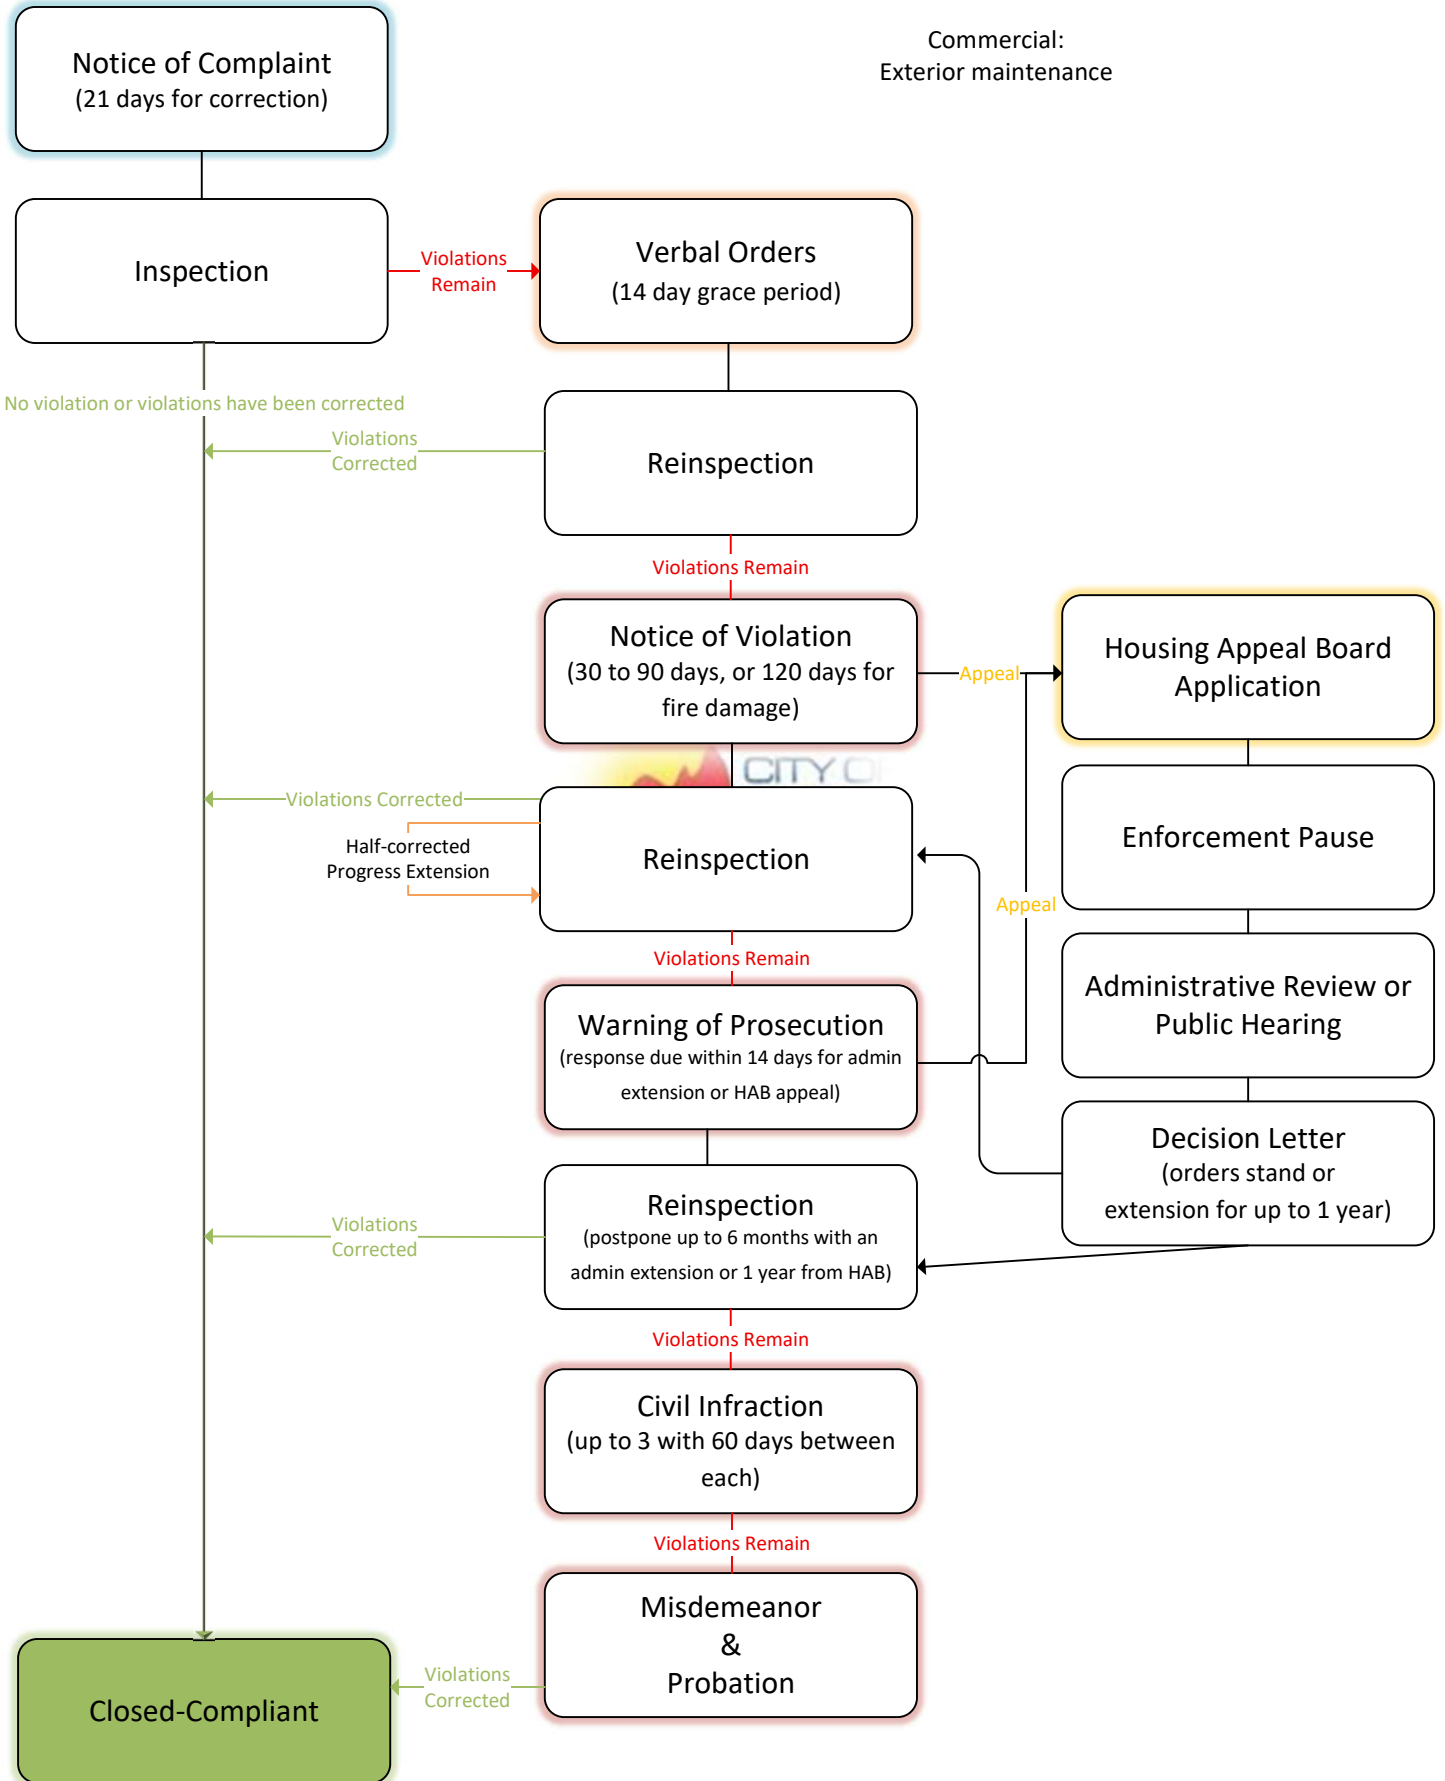 Commercial:
Exterior maintenance
Notice of Complaint
(21 days for correction)
Inspection
Violations
Remain
Verbal Orders
(14 day grace period)
No violation or violations have been corrected
Violations
Corrected
Reinspection
Violations Remain
Notice of Violation
(30 to 90 days, or 120 days for
fire damage)
Appeal
Housing Appeal Board
Application
CITY O
Violations Corrected
Half-corrected
Progress Extension
Reinspection
Enforcement Pause
Appeal
Violations Remain
Warning of Prosecution
(response due within 14 days for admin
extension or HAB appeal)
Administrative Review or
Public Hearing
Decision Letter
(orders stand or
extension for up to 1 year)
Reinspection
(postpone up to 6 months with an
admin extension or 1 year from HAB)
Violations
Corrected
Violations Remain
Civil Infraction
(up to 3 with 60 days between
each)
Violations Remain
Misdemeanor
&
Probation
Violations
Corrected
Closed-Compliant